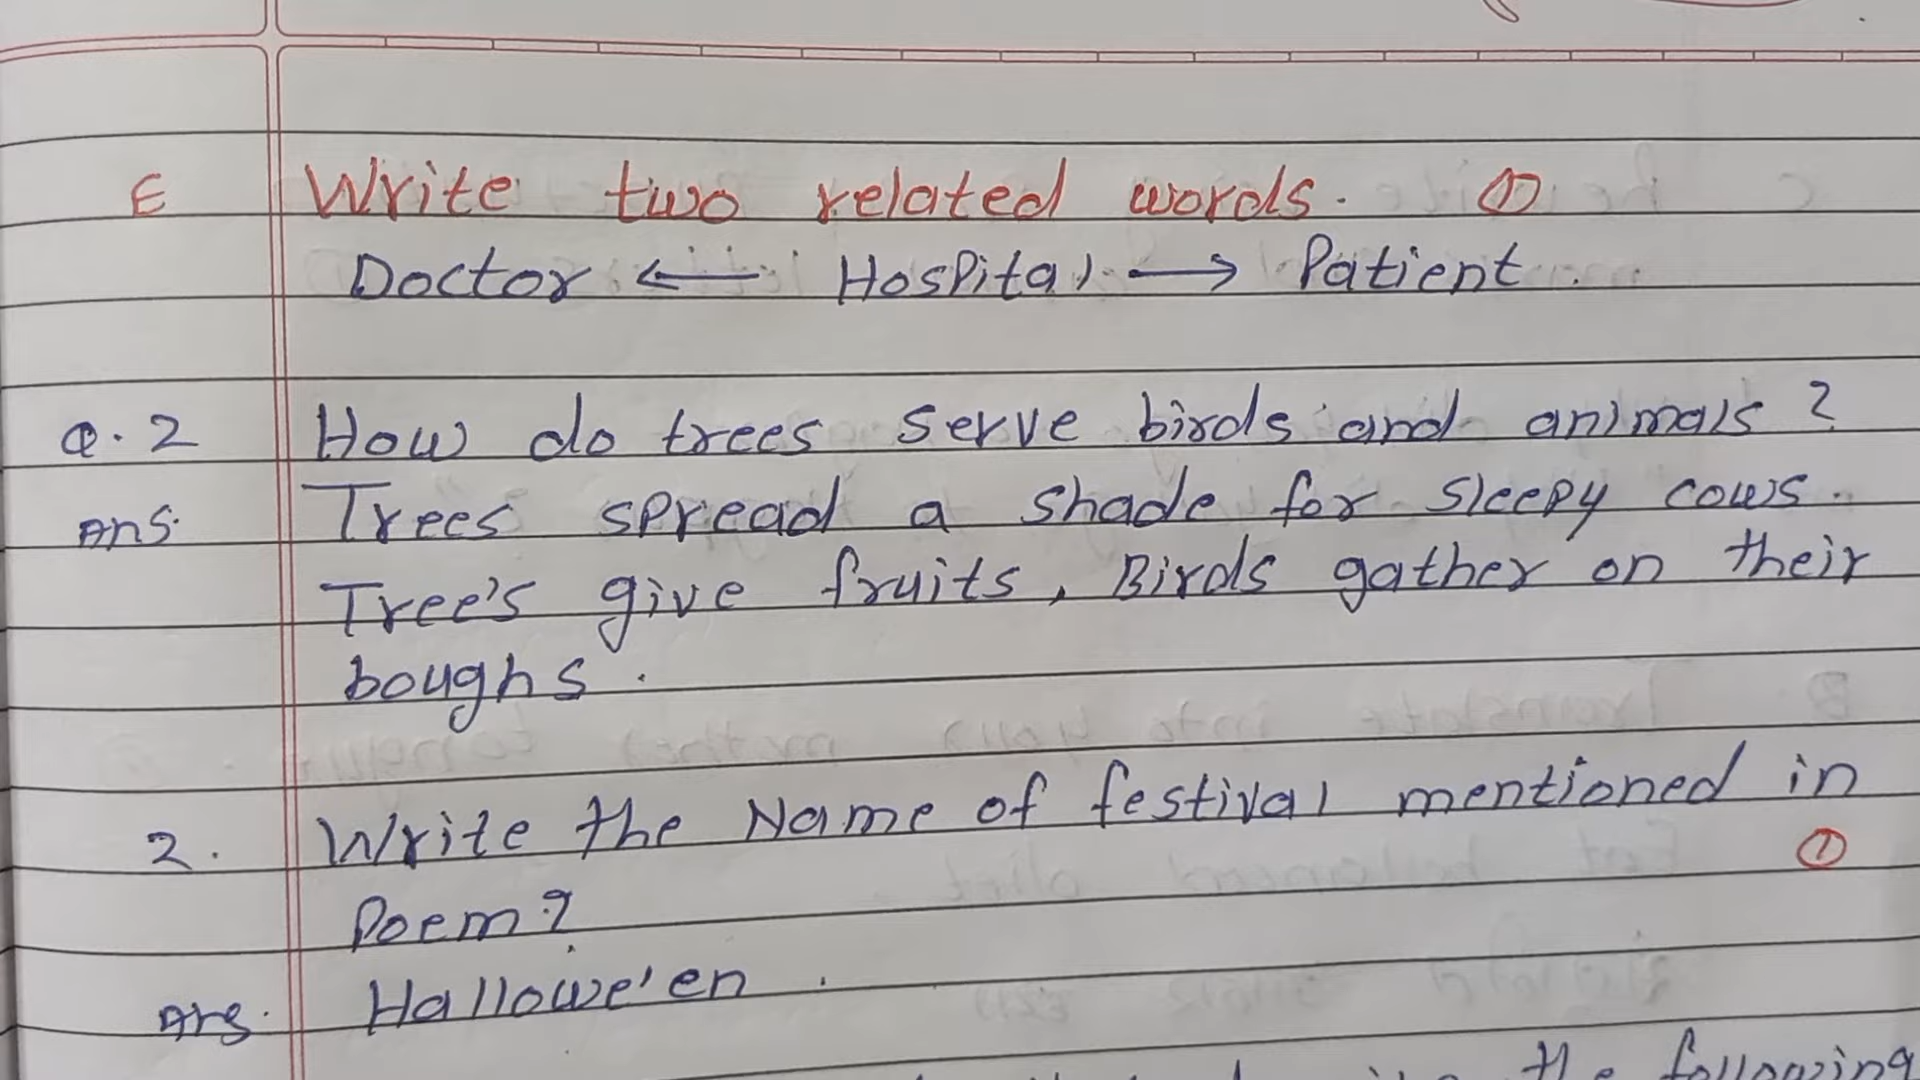 E Write two related words. ①
Doctor ← Hospital → Patient.
Q.2 How do trees serve birds and animals?
Ans. Trees spread a shade for sleepy cows.
Tree's give fruits, Birds gather on their
boughs.
2. Write the Name of festival mentioned in
Poem? ①
Ans. Hallowe'en.
the following